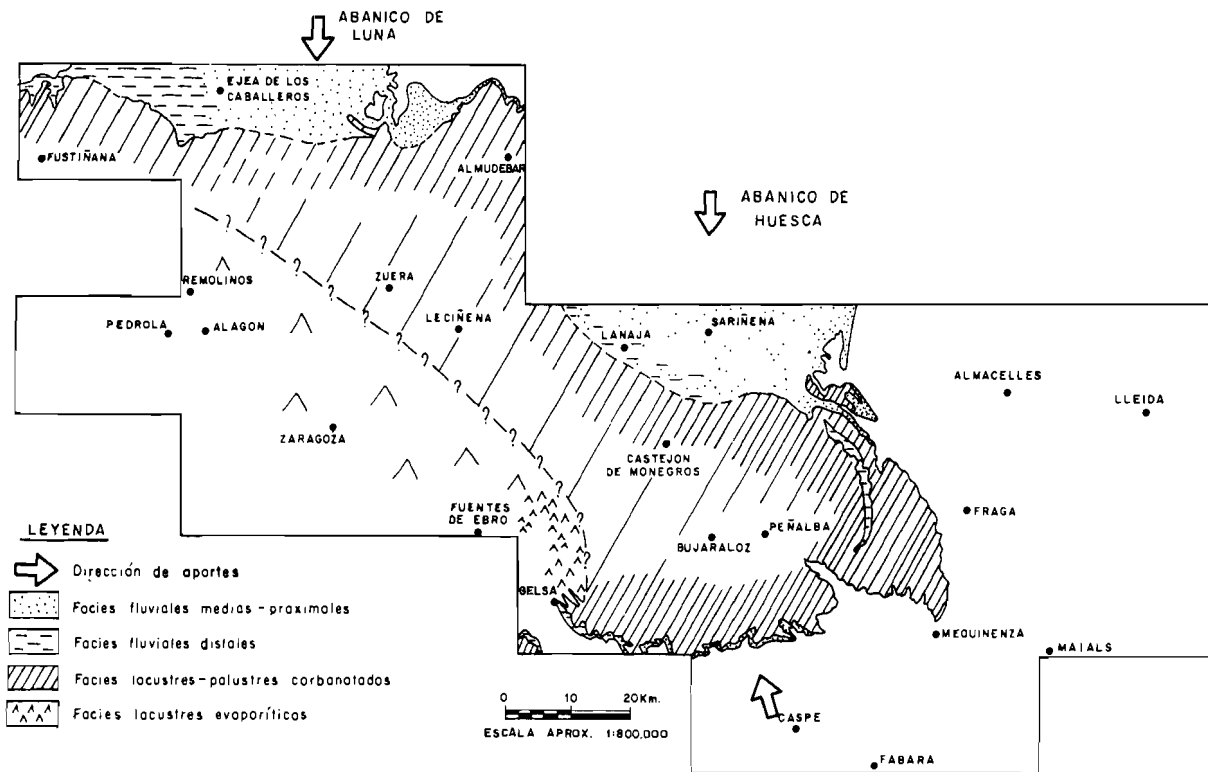 ABANICO DE
LUNA
EJEA DE LOS
CABALLEROS
FUSTIÑANA
ALMUDEBAR
ABANICO DE
HUESCA
?
?
?
?
REMOLINOS
ZUERA
?
PEDROLA
ALAGON
LECIÑENA
LANAJA
SARIÑENA
?
?
?
?
ALMACELLES
LLEIDA
?
ZARAGOZA
?
CASTEJON
DE MONEGROS
?
?
FUENTES
DE EBRO
?
PEÑALBA
FRAGA
BUJARALOZ
?
LEYENDA
Dirección de aportes
GELSA
Facies fluviales medias-proximales
Facies fluviales distales
MEQUINENZA
MAIALS
Facies lacustres-palustres carbonatadas
0 10 20Km.
Facies lacustres evaporíticas
ESCALA APROX. 1:800.000
CASPE
FABARA